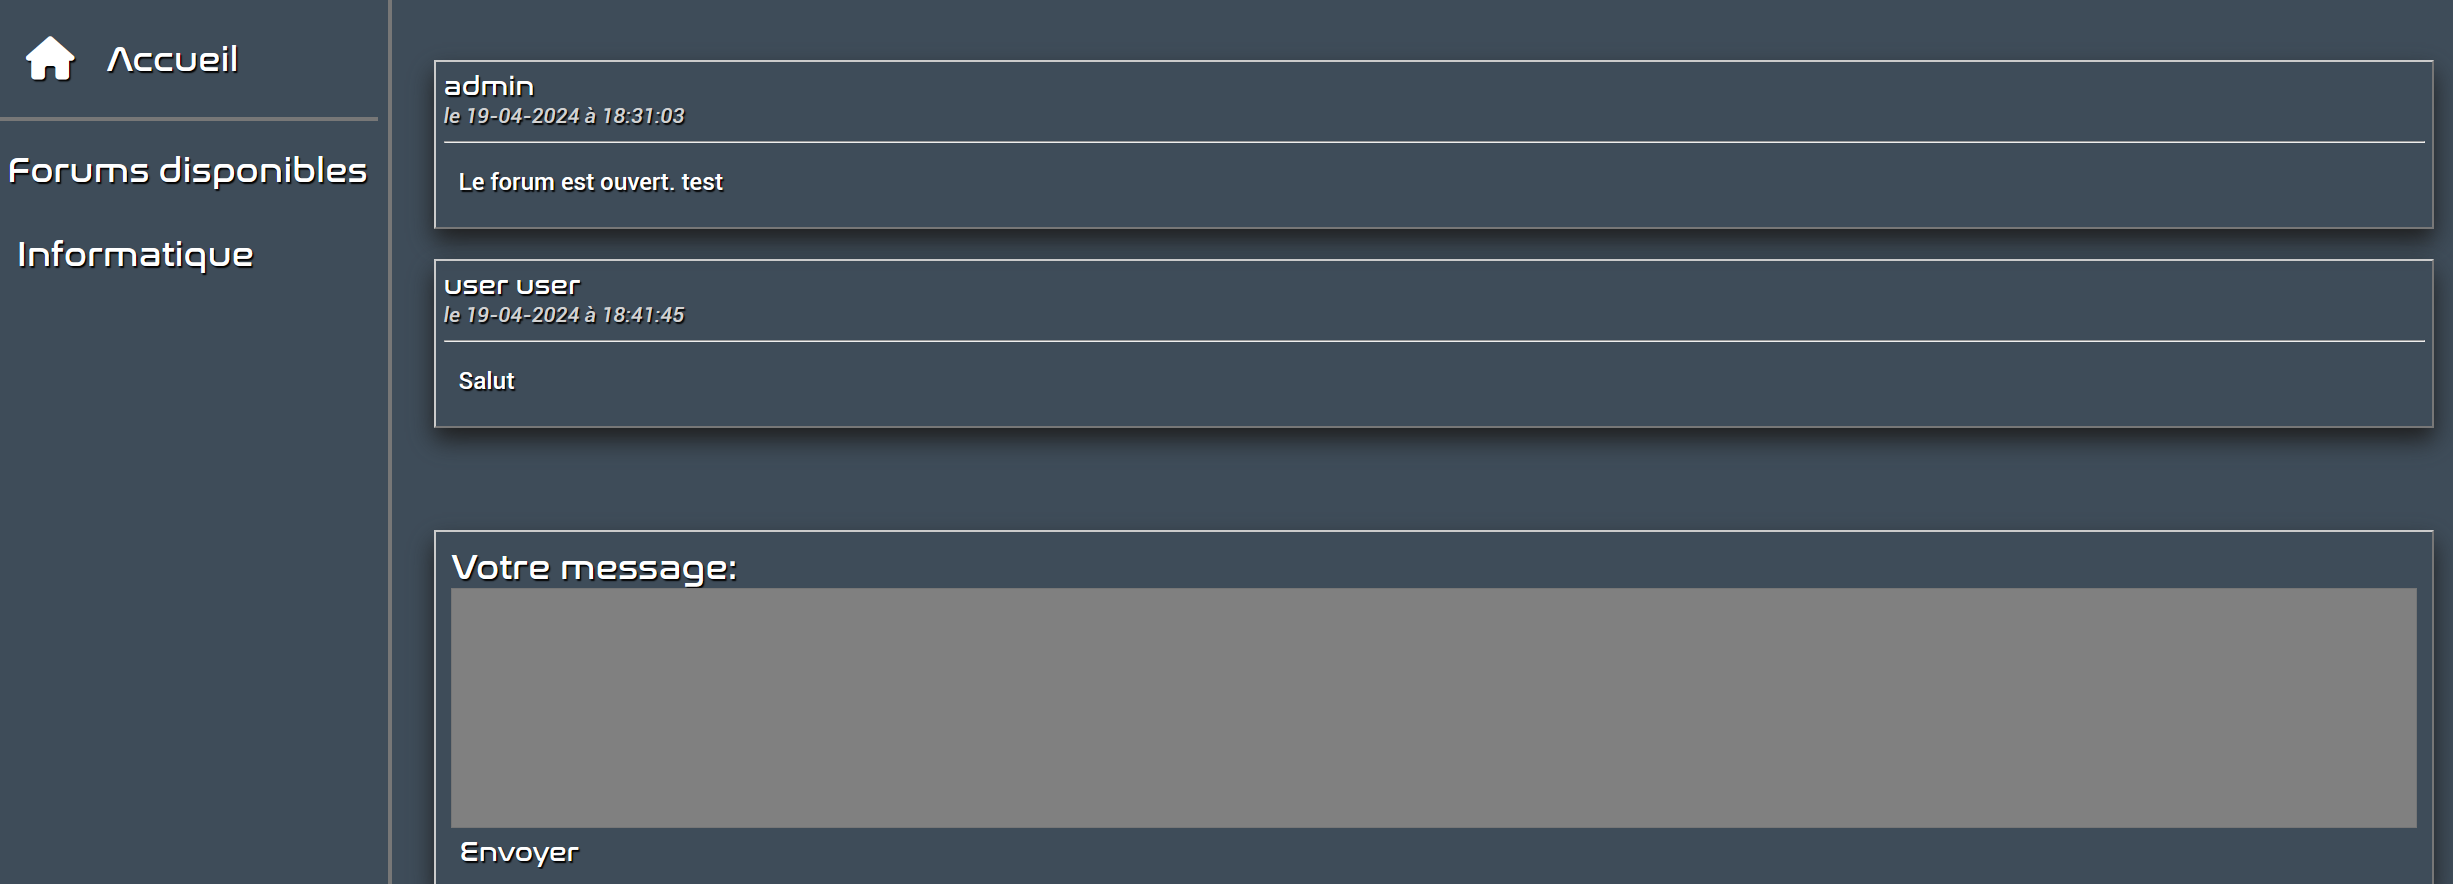 Accueil
Forums disponibles
Informatique
admin
le 19-04-2024 à 18:31:03
Le forum est ouvert. test
user user
le 19-04-2024 à 18:41:45
Salut
Votre message:
Envoyer